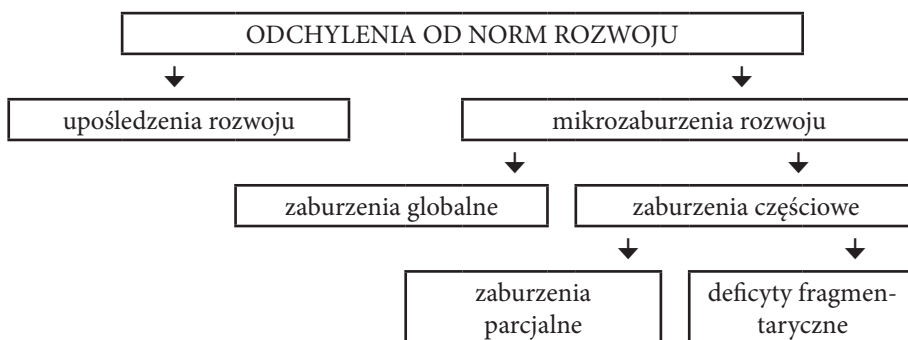 ODCHYLENIA OD NORM ROZWOJU
upośledzenia rozwoju
mikrozaburzenia rozwoju
zaburzenia globalne
zaburzenia częściowe
zaburzenia
parcjalne
deficyty fragmen-
taryczne